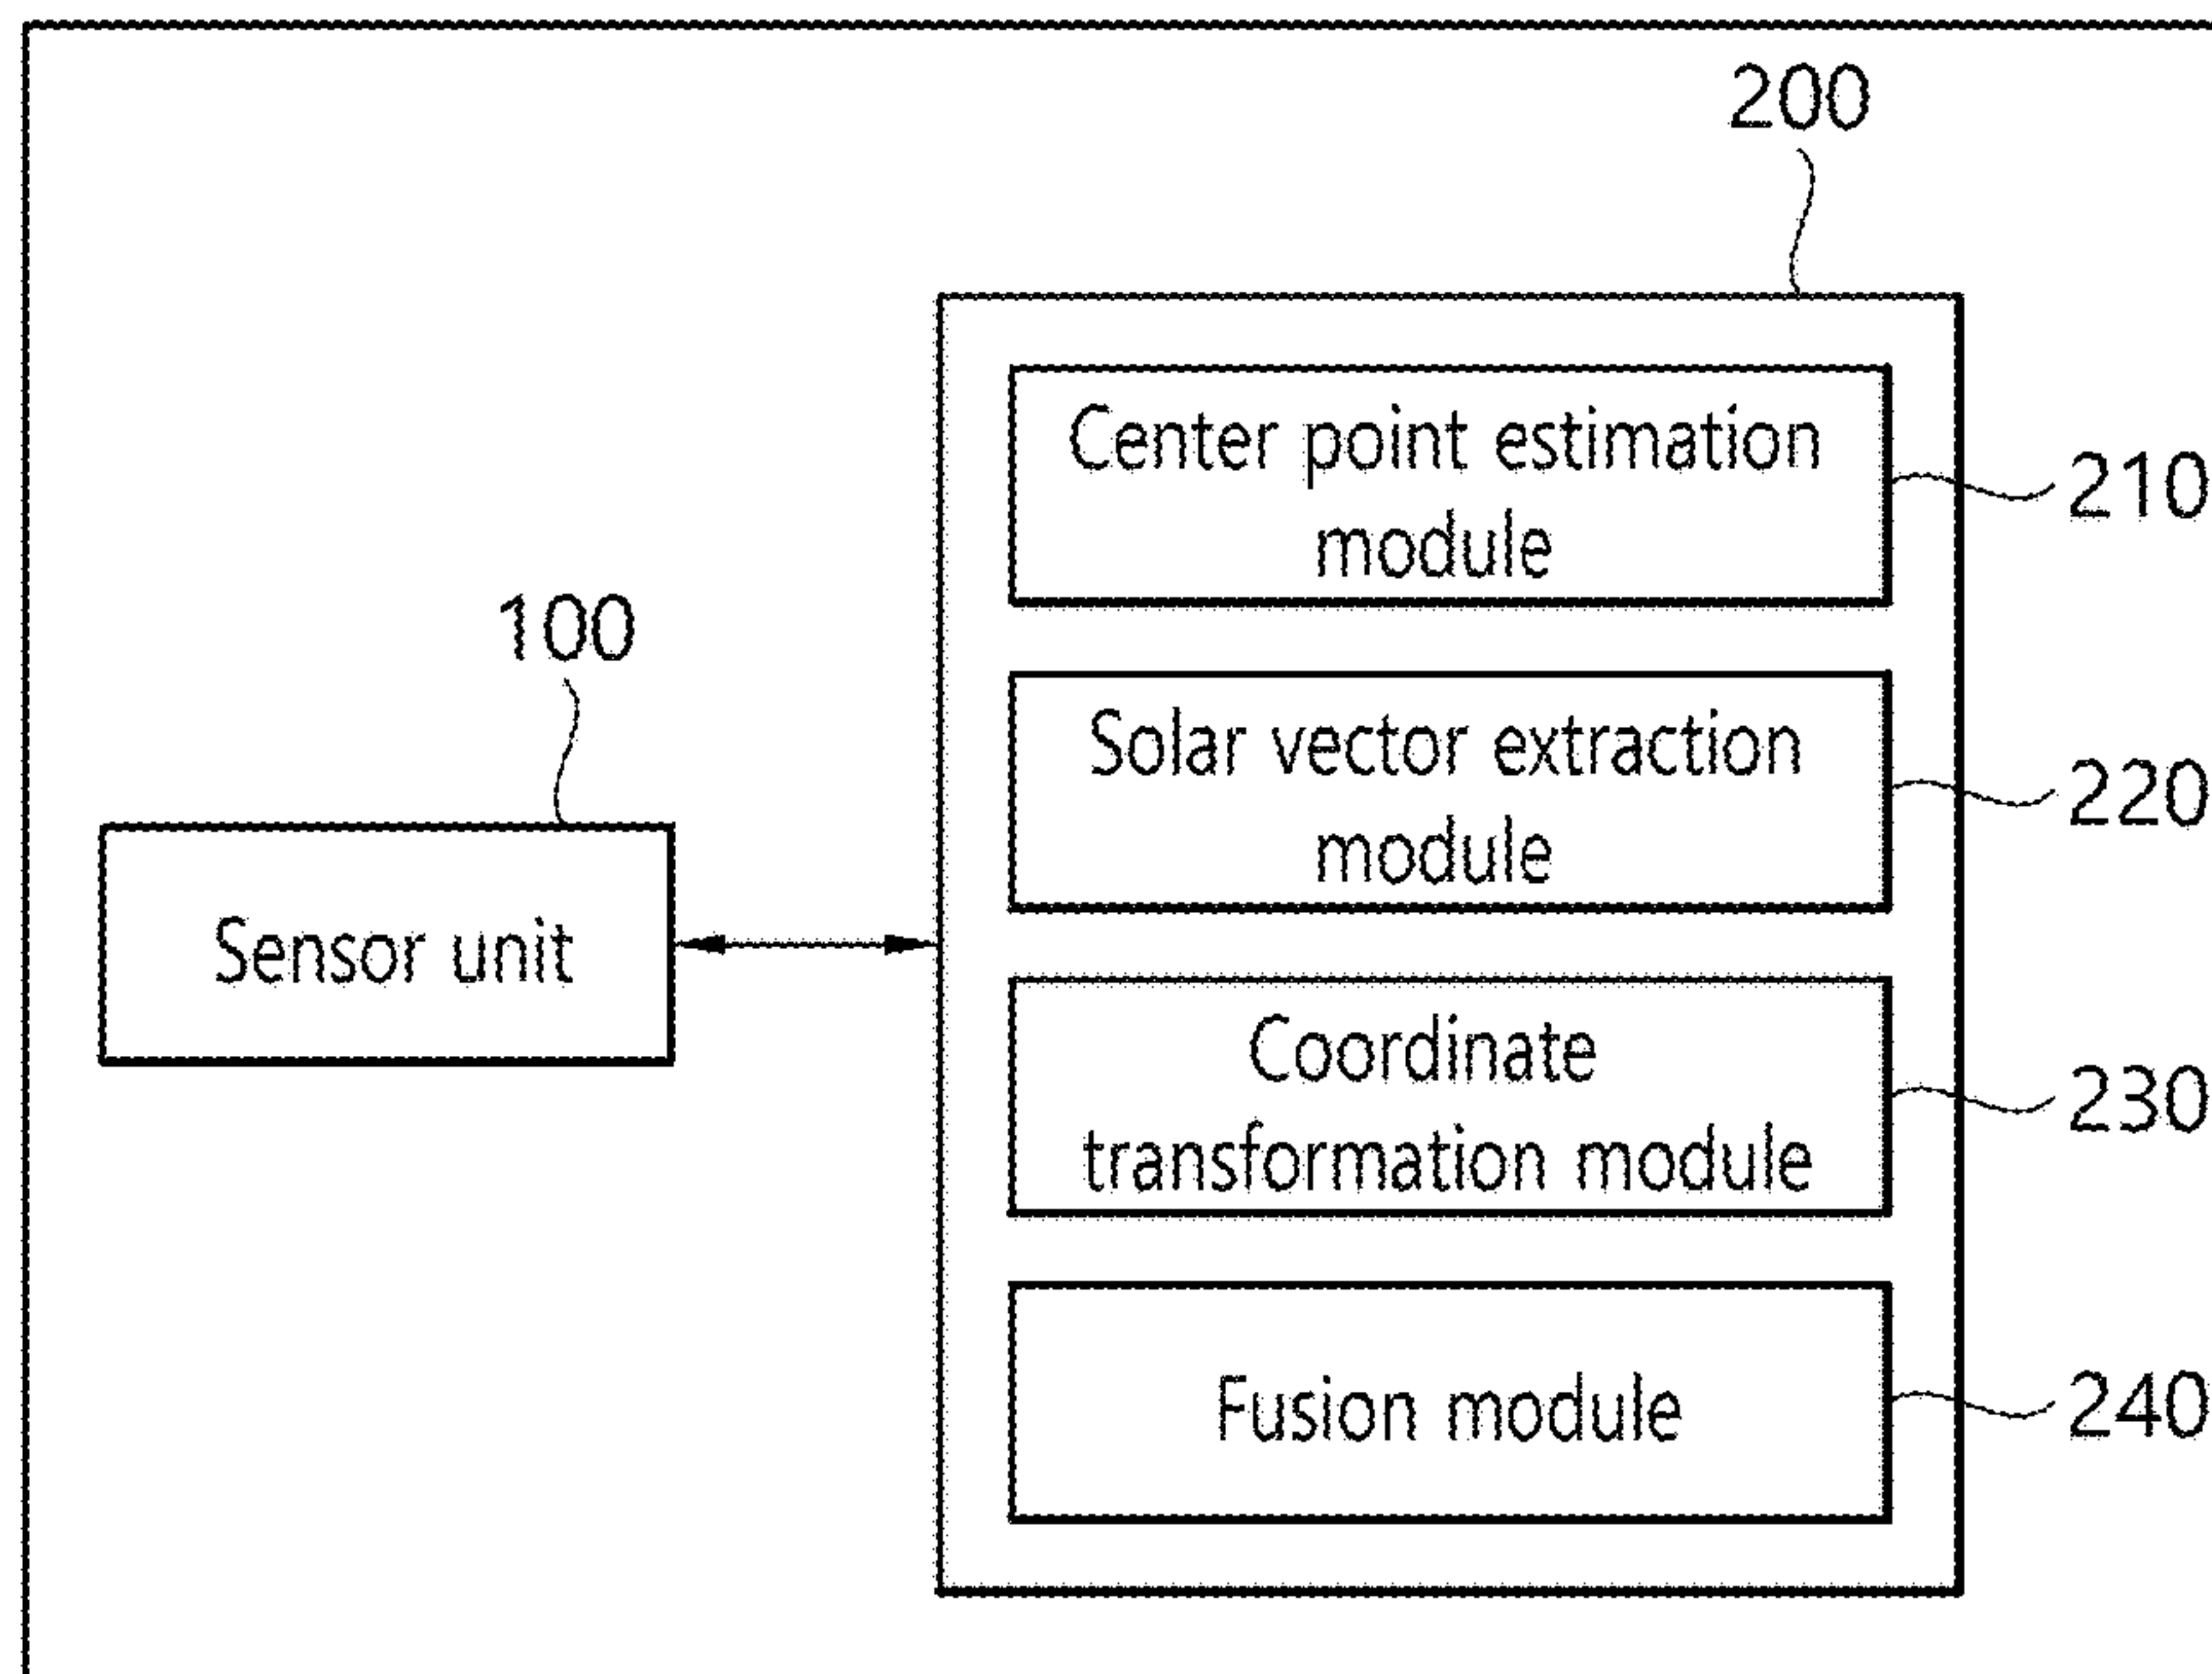 200
Center point estimation
module
210
100
Solar vector extraction
module
220
Sensor unit
Coordinate
transformation module
230
Fusion module
240